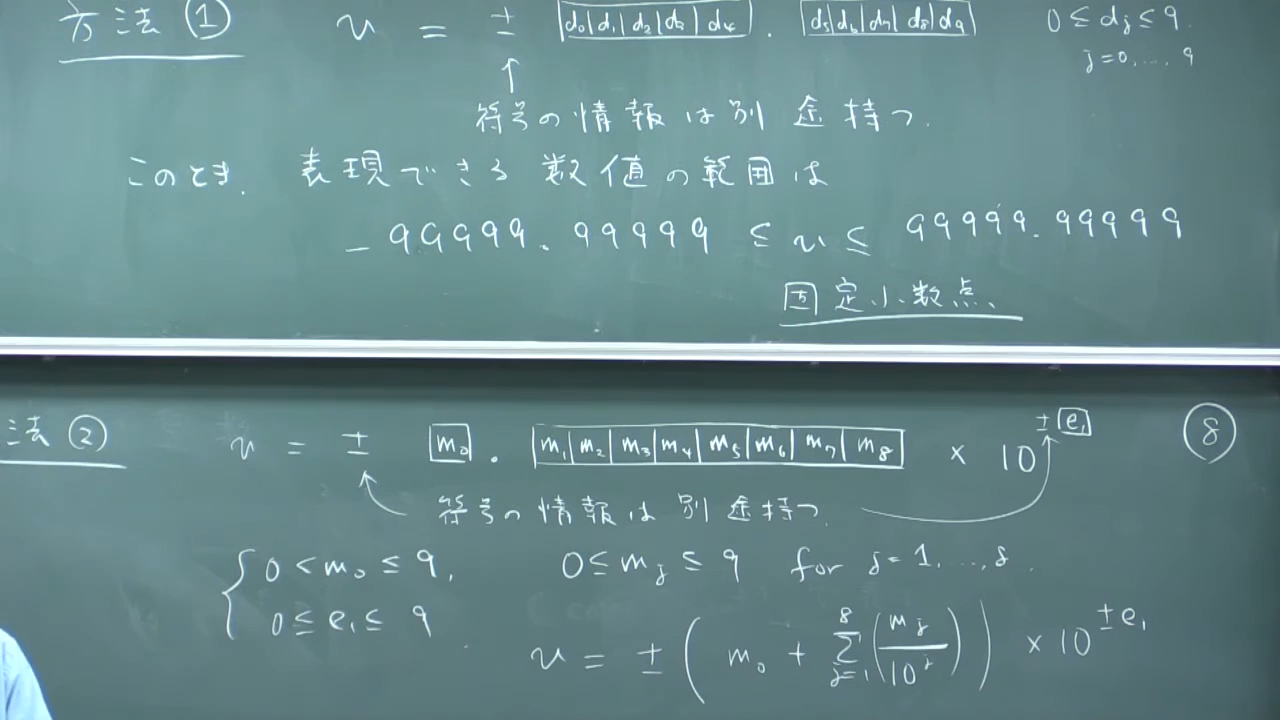 方法 ① u = ± d₀|d₁|d₂|d₃|d₄ . d₅|d₆|d₇|d₈|d₉ 0 ≤ dⱼ ≤ 9.
j=0,…, 9
↑
符号の情報は別途持つ.
このとき. 表現できる数値の範囲は
- 99999.99999 ≤ u ≤ 99999.99999
固定小数点
法 ② u = ± m₀ . m₁|m₂|m₃|m₄|m₅|m₆|m₇|m₈ × 10^{± e₁} ⑧
符号の情報は別途持つ.
0 < m₀ ≤ 9, 0 ≤ mⱼ ≤ 9 for j=1,…,8.
0 ≤ e₁ ≤ 9
u = ± ( m₀ + Σ_{j=1}^{8} ( mⱼ / 10^j ) ) × 10^{± e₁}